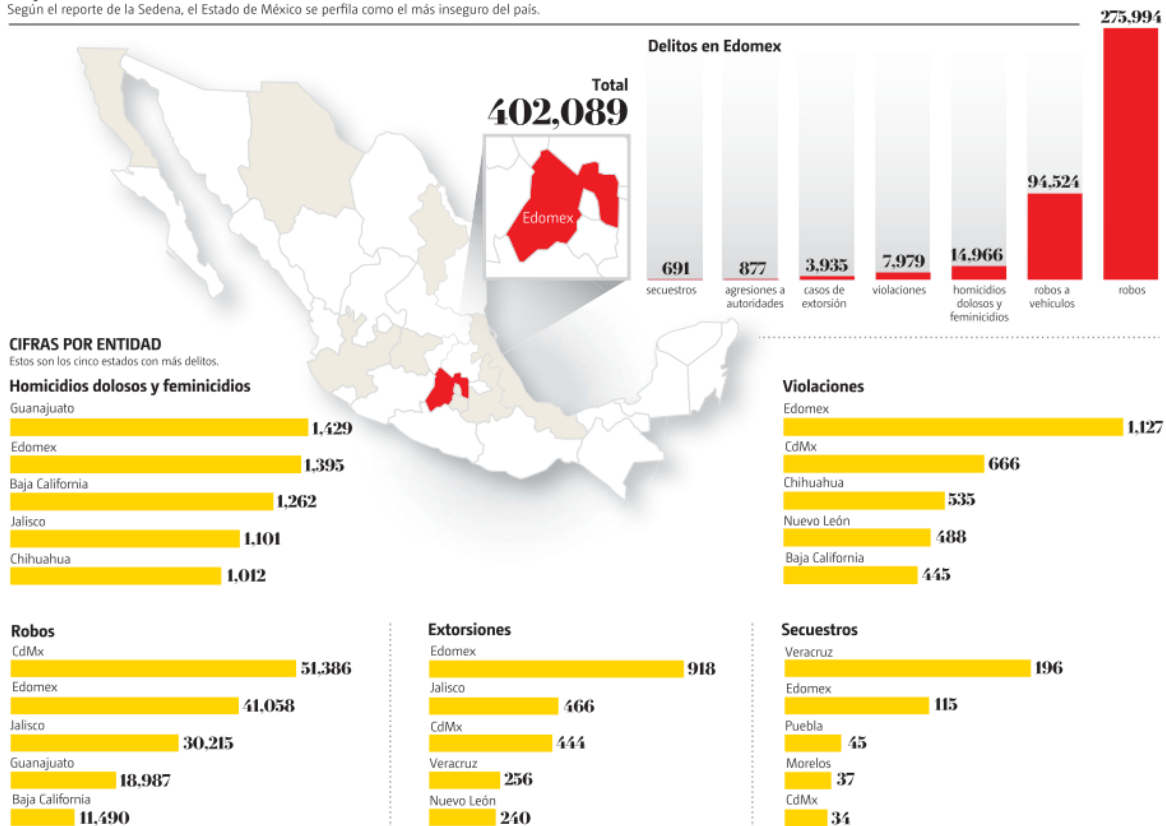 Según el reporte de la Sedena, el Estado de México se perfila como el más inseguro del país.
Delitos en Edomex
Total
402,089
Edomex
691
secuestros
877
agresiones a
autoridades
3,935
casos de
extorsión
7,979
violaciones
14,966
homicidios
dolosos y
feminicidios
94,524
robos a
vehículos
275,994
robos
CIFRAS POR ENTIDAD
Estos son los cinco estados con más delitos.
Homicidios dolosos y feminicidios
Guanajuato
1,429
Edomex
1,395
Baja California
1,262
Jalisco
1,101
Chihuahua
1,012
Violaciones
Edomex
1,127
CdMx
666
Chihuahua
535
Nuevo León
488
Baja California
445
Robos
CdMx
51,386
Edomex
41,058
Jalisco
30,215
Guanajuato
18,987
Baja California
11,490
Extorsiones
Edomex
918
Jalisco
466
CdMx
444
Veracruz
256
Nuevo León
240
Secuestros
Veracruz
196
Edomex
115
Puebla
45
Morelos
37
CdMx
34